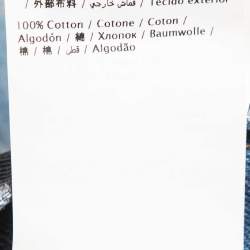 / 外部布料 / قماش خارجي / Tecido exterior
100% Cotton / Cotone / Coton /
Algodón / 綿 / Хлопок / Baumwolle /
棉 / 棉 / قطن / Algodão